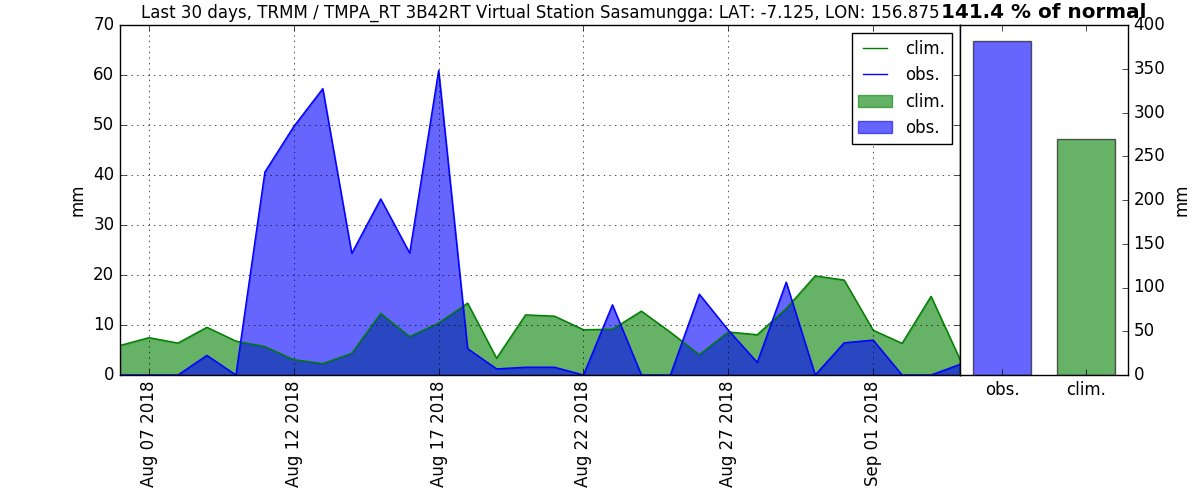 Last 30 days, TRMM / TMPA_RT 3B42RT Virtual Station Sasamungga: LAT: -7.125, LON: 156.875 141.4 % of normal
70
60
50
40
30
20
10
0
mm
clim.
obs.
clim.
obs.
Aug 07 2018
Aug 12 2018
Aug 17 2018
Aug 22 2018
Aug 27 2018
Sep 01 2018
400
350
300
250
200
150
100
50
0
mm
obs.
clim.